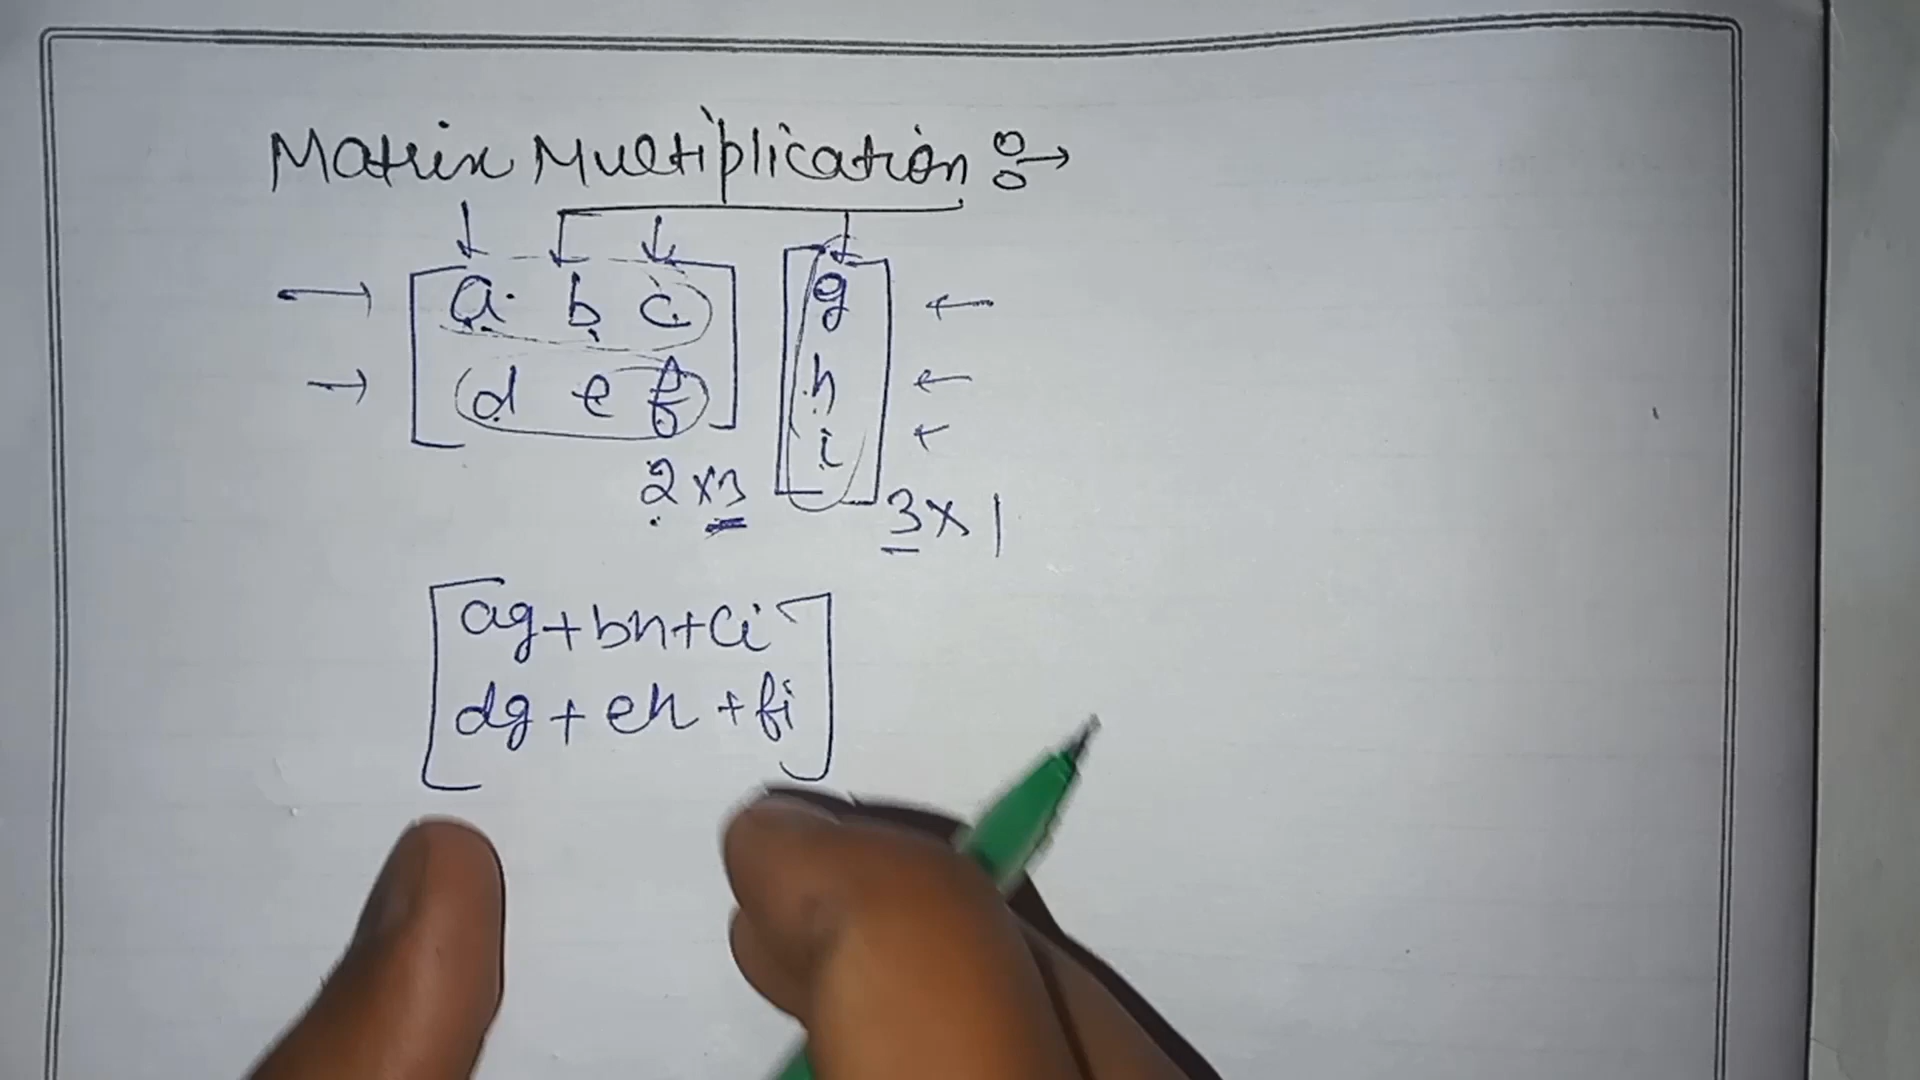 Matrix Multiplication :→
a b c g
d e f h
i
2 × 3
3 × 1
ag + bh + ci
dg + eh + fi